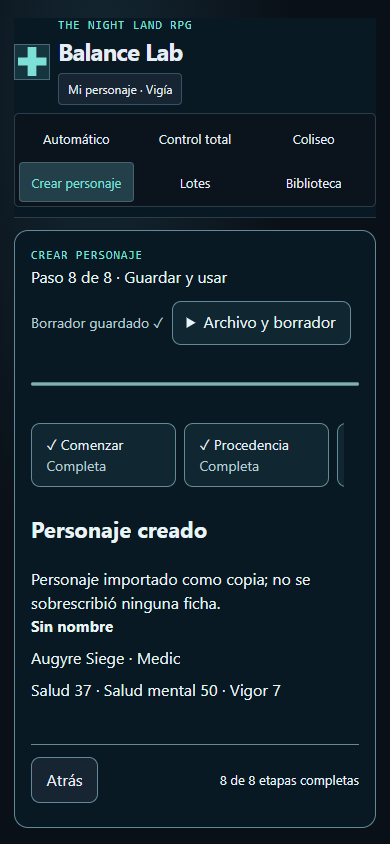 THE NIGHT LAND RPG
Balance Lab
Mi personaje · Vigía
Automático
Control total
Coliseo
Crear personaje
Lotes
Biblioteca
CREAR PERSONAJE
Paso 8 de 8 · Guardar y usar
Borrador guardado ✓
▶ Archivo y borrador
✓ Comenzar
Completa
✓ Procedencia
Completa
Personaje creado
Personaje importado como copia; no se
sobrescribió ninguna ficha.
Sin nombre
Augyre Siege · Medic
Salud 37 · Salud mental 50 · Vigor 7
Atrás
8 de 8 etapas completas